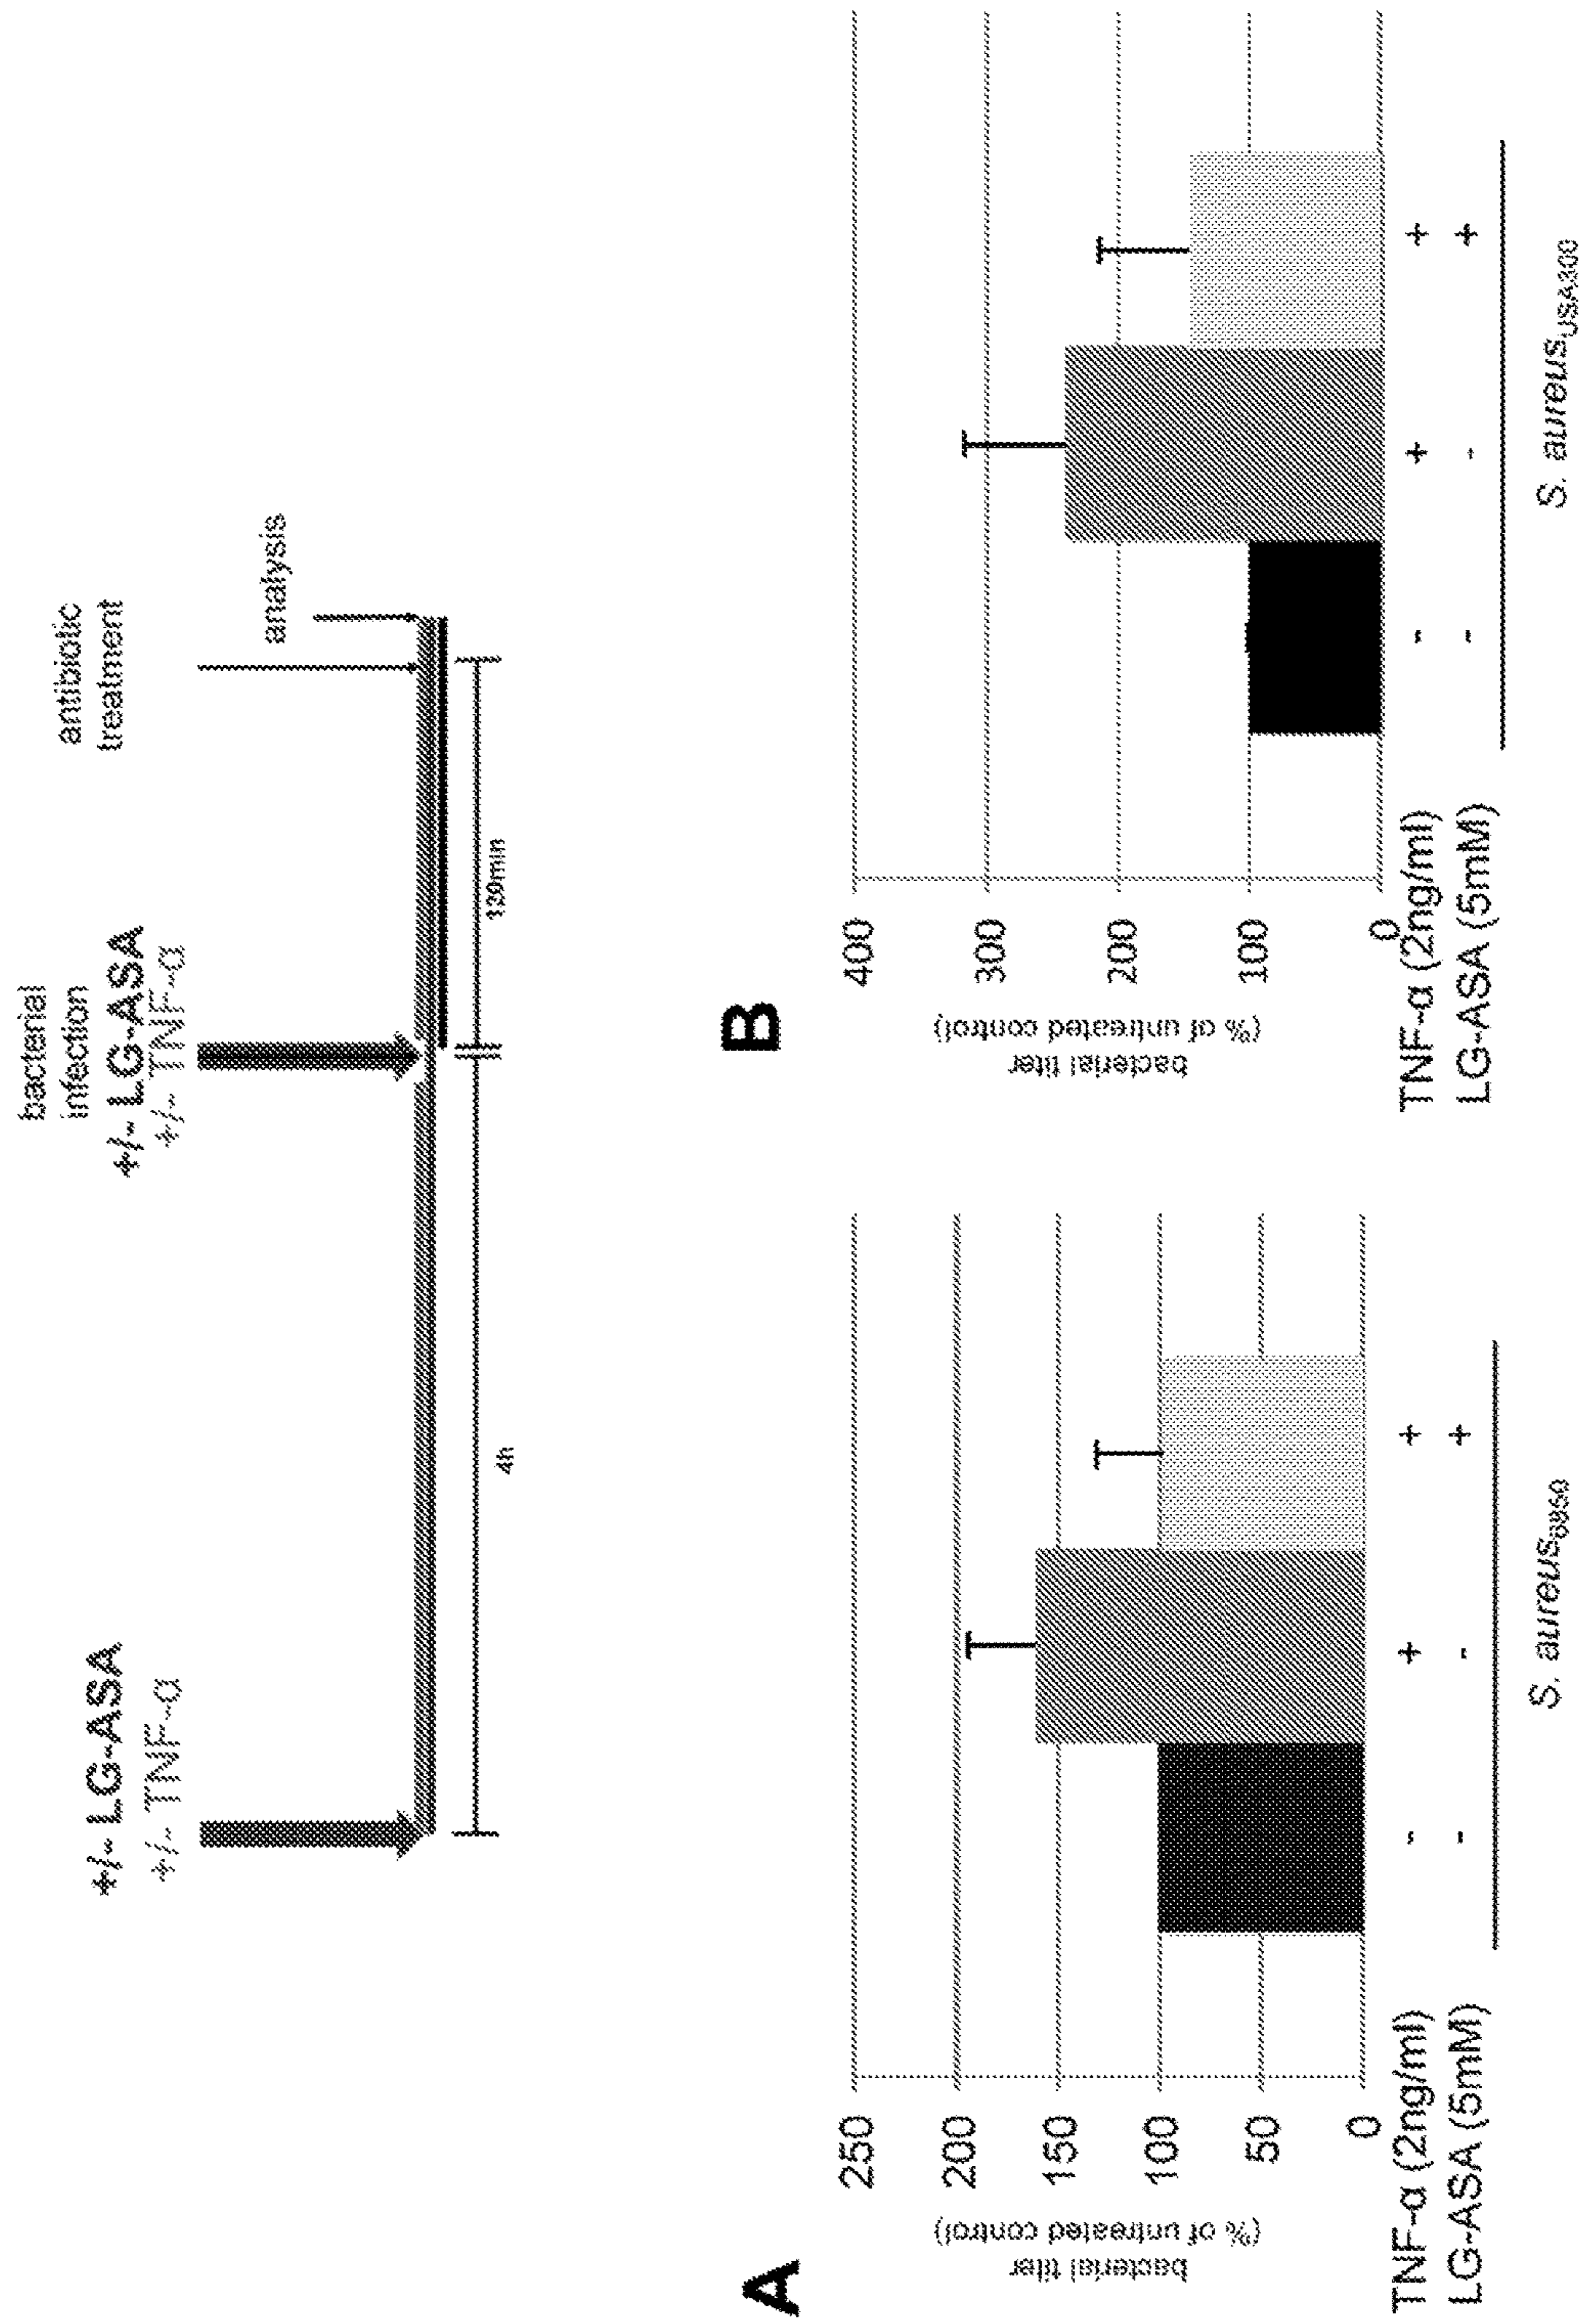 +/- LG-ASA
+/- TNF-α
bacterial
infection
+/- LG-ASA
+/- TNF-α
antibiotic
treatment
analysis
4h
A
bacterial titer
(% of untreated control)
250
200
150
100
50
0
TNF-α (2ng/ml) - + +
LG-ASA (5mM) - - +
S. aureus6850
B
bacterial titer
(% of untreated control)
400
300
200
100
0
TNF-α (2ng/ml) - + +
LG-ASA (5mM) - - +
S. aureusUSA300